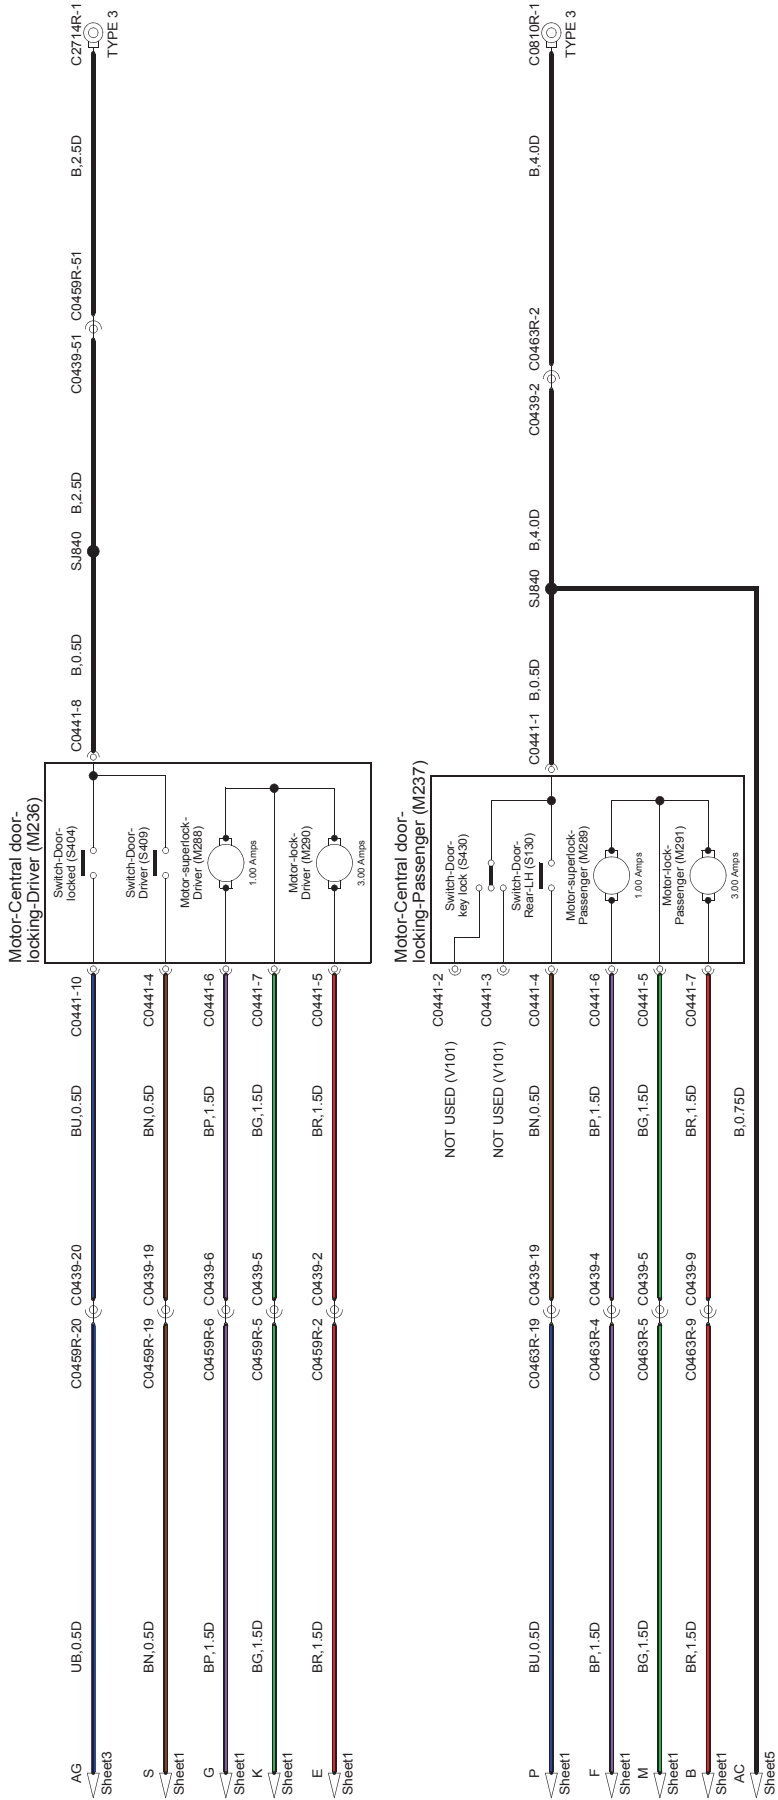 C2714R-1
TYPE 3
B,2.5D
C0459R-51
C0439-51
B,2.5D
SJ840
B,0.5D
C0441-8
Motor-Central door-
locking-Driver (M236)
Switch-Door-
locked (S404)
Switch-Door-
Driver (S409)
Motor-superlock-
Driver (M288)
1.00 Amps
Motor-lock-
Driver (M290)
3.00 Amps
C0441-10
C0441-4
C0441-6
C0441-7
C0441-5
BU,0.5D
BN,0.5D
BP,1.5D
BG,1.5D
BR,1.5D
C0439-20
C0439-19
C0439-6
C0439-5
C0439-2
C0459R-20
C0459R-19
C0459R-6
C0459R-5
C0459R-2
UB,0.5D
BN,0.5D
BP,1.5D
BG,1.5D
BR,1.5D
AG
Sheet3
S
Sheet1
G
Sheet1
K
Sheet1
E
Sheet1
C0810R-1
TYPE 3
B,4.0D
C0463R-2
C0439-2
B,4.0D
SJ840
B,0.5D
C0441-1
Motor-Central door-
locking-Passenger (M237)
Switch-Door-
key lock (S430)
Switch-Door-
Rear-LH (S130)
Motor-superlock-
Passenger (M289)
1.00 Amps
Motor-lock-
Passenger (M291)
3.00 Amps
C0441-2
C0441-3
C0441-4
C0441-6
C0441-5
C0441-7
NOT USED (V101)
NOT USED (V101)
BN,0.5D
BP,1.5D
BG,1.5D
BR,1.5D
B,0.75D
C0439-19
C0439-4
C0439-5
C0439-9
C0463R-19
C0463R-4
C0463R-5
C0463R-9
BU,0.5D
BP,1.5D
BG,1.5D
BR,1.5D
P
Sheet1
F
Sheet1
M
Sheet1
B
Sheet1
AC
Sheet5